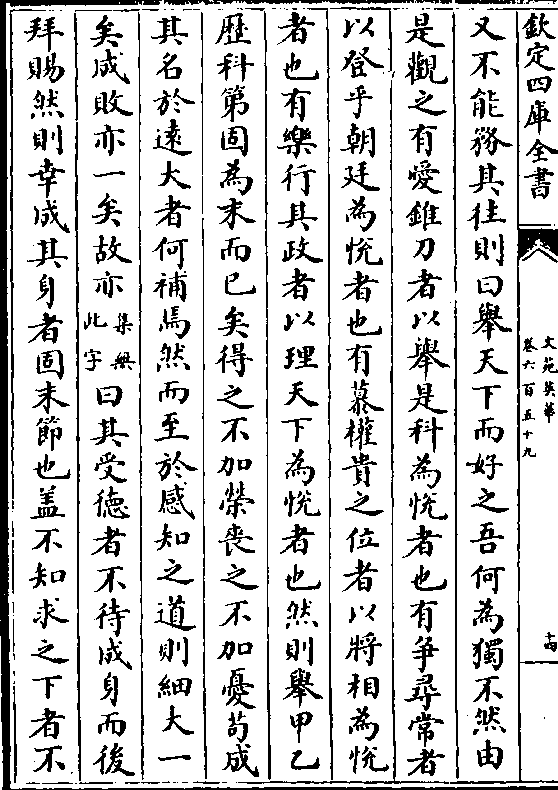 欽定四庫全書
文苑英華
卷六百五十九
十四
又不能務其往則曰舉天下而好之吾何為獨不然由
是觀之有愛錐刀者以舉是科為悅者也有爭尋常者
以登乎朝廷為悅者也有慕權貴之位者以將相為悅
者也有樂行其政者以理天下為悅者也然則舉甲乙
歷科第固為末而已矣得之不加榮喪之不加憂苟成
其名於遠大者何補焉然而至於感知之道則細大一
矣成敗亦一矣故亦集無此字曰其受德者不待成身而後
拜賜然則幸成其身者固末節也盖不知求之下者不